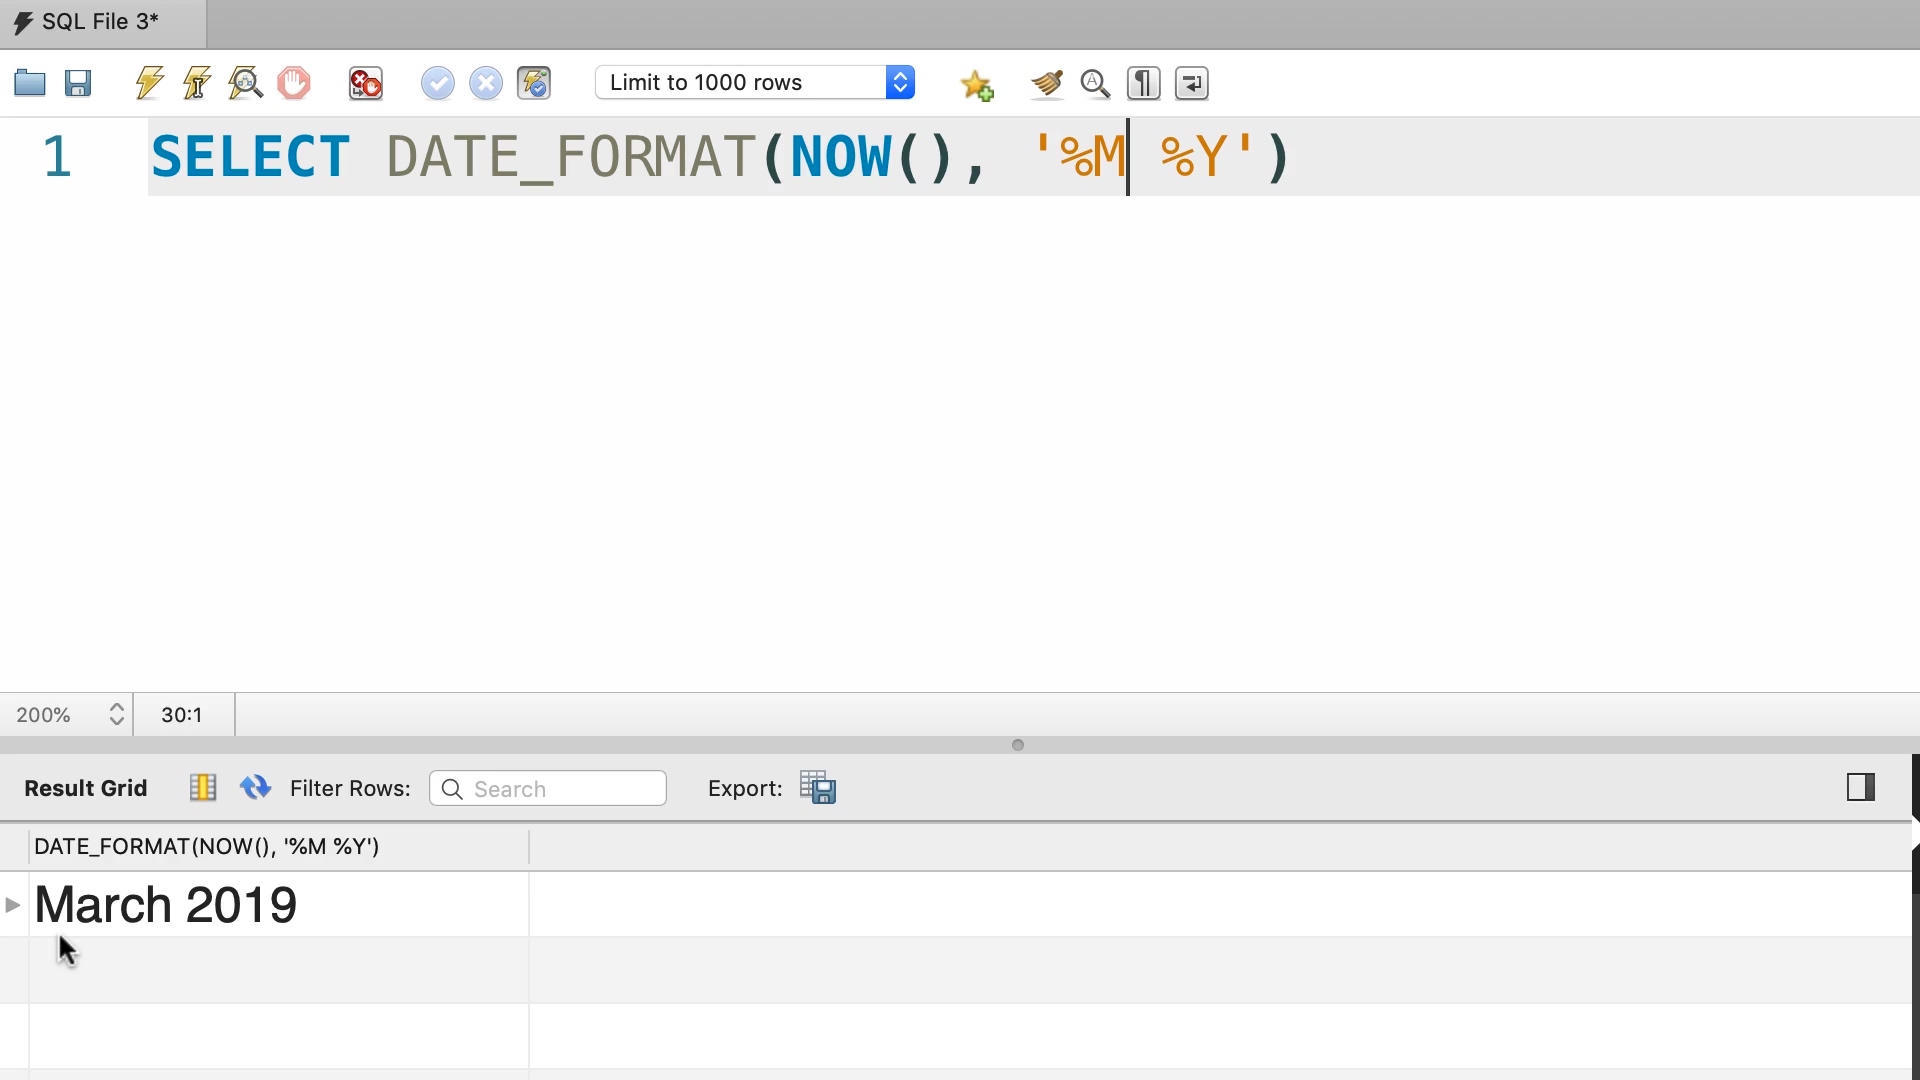 SQL File 3*
Limit to 1000 rows
1 SELECT DATE_FORMAT(NOW(), '%M %Y')
200% 30:1
Result Grid Filter Rows: Search Export:
DATE_FORMAT(NOW(), '%M %Y')
March 2019